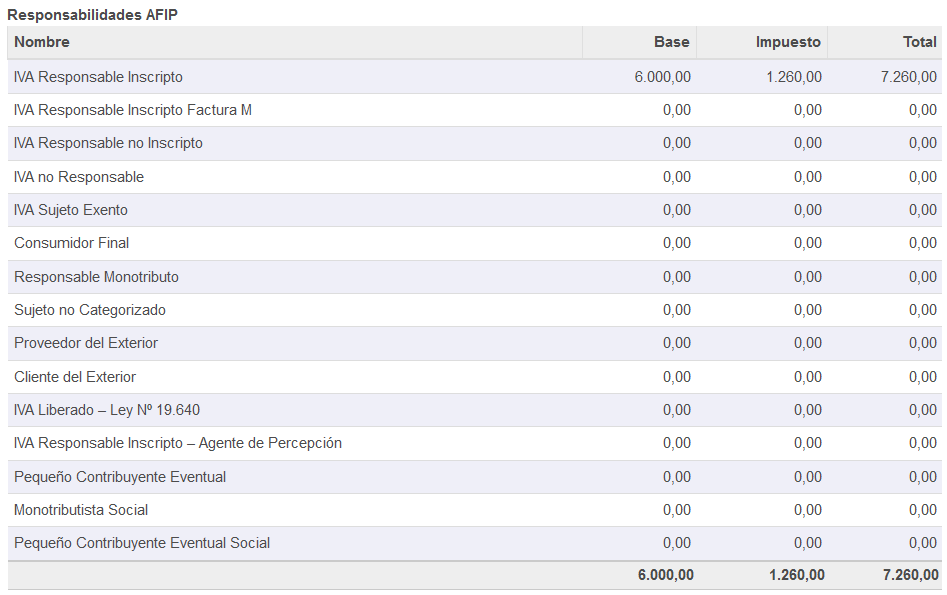 Responsabilidades AFIP
Nombre Base Impuesto Total
IVA Responsable Inscripto 6.000,00 1.260,00 7.260,00
IVA Responsable Inscripto Factura M 0,00 0,00 0,00
IVA Responsable no Inscripto 0,00 0,00 0,00
IVA no Responsable 0,00 0,00 0,00
IVA Sujeto Exento 0,00 0,00 0,00
Consumidor Final 0,00 0,00 0,00
Responsable Monotributo 0,00 0,00 0,00
Sujeto no Categorizado 0,00 0,00 0,00
Proveedor del Exterior 0,00 0,00 0,00
Cliente del Exterior 0,00 0,00 0,00
IVA Liberado – Ley Nº 19.640 0,00 0,00 0,00
IVA Responsable Inscripto – Agente de Percepción 0,00 0,00 0,00
Pequeño Contribuyente Eventual 0,00 0,00 0,00
Monotributista Social 0,00 0,00 0,00
Pequeño Contribuyente Eventual Social 0,00 0,00 0,00
6.000,00 1.260,00 7.260,00